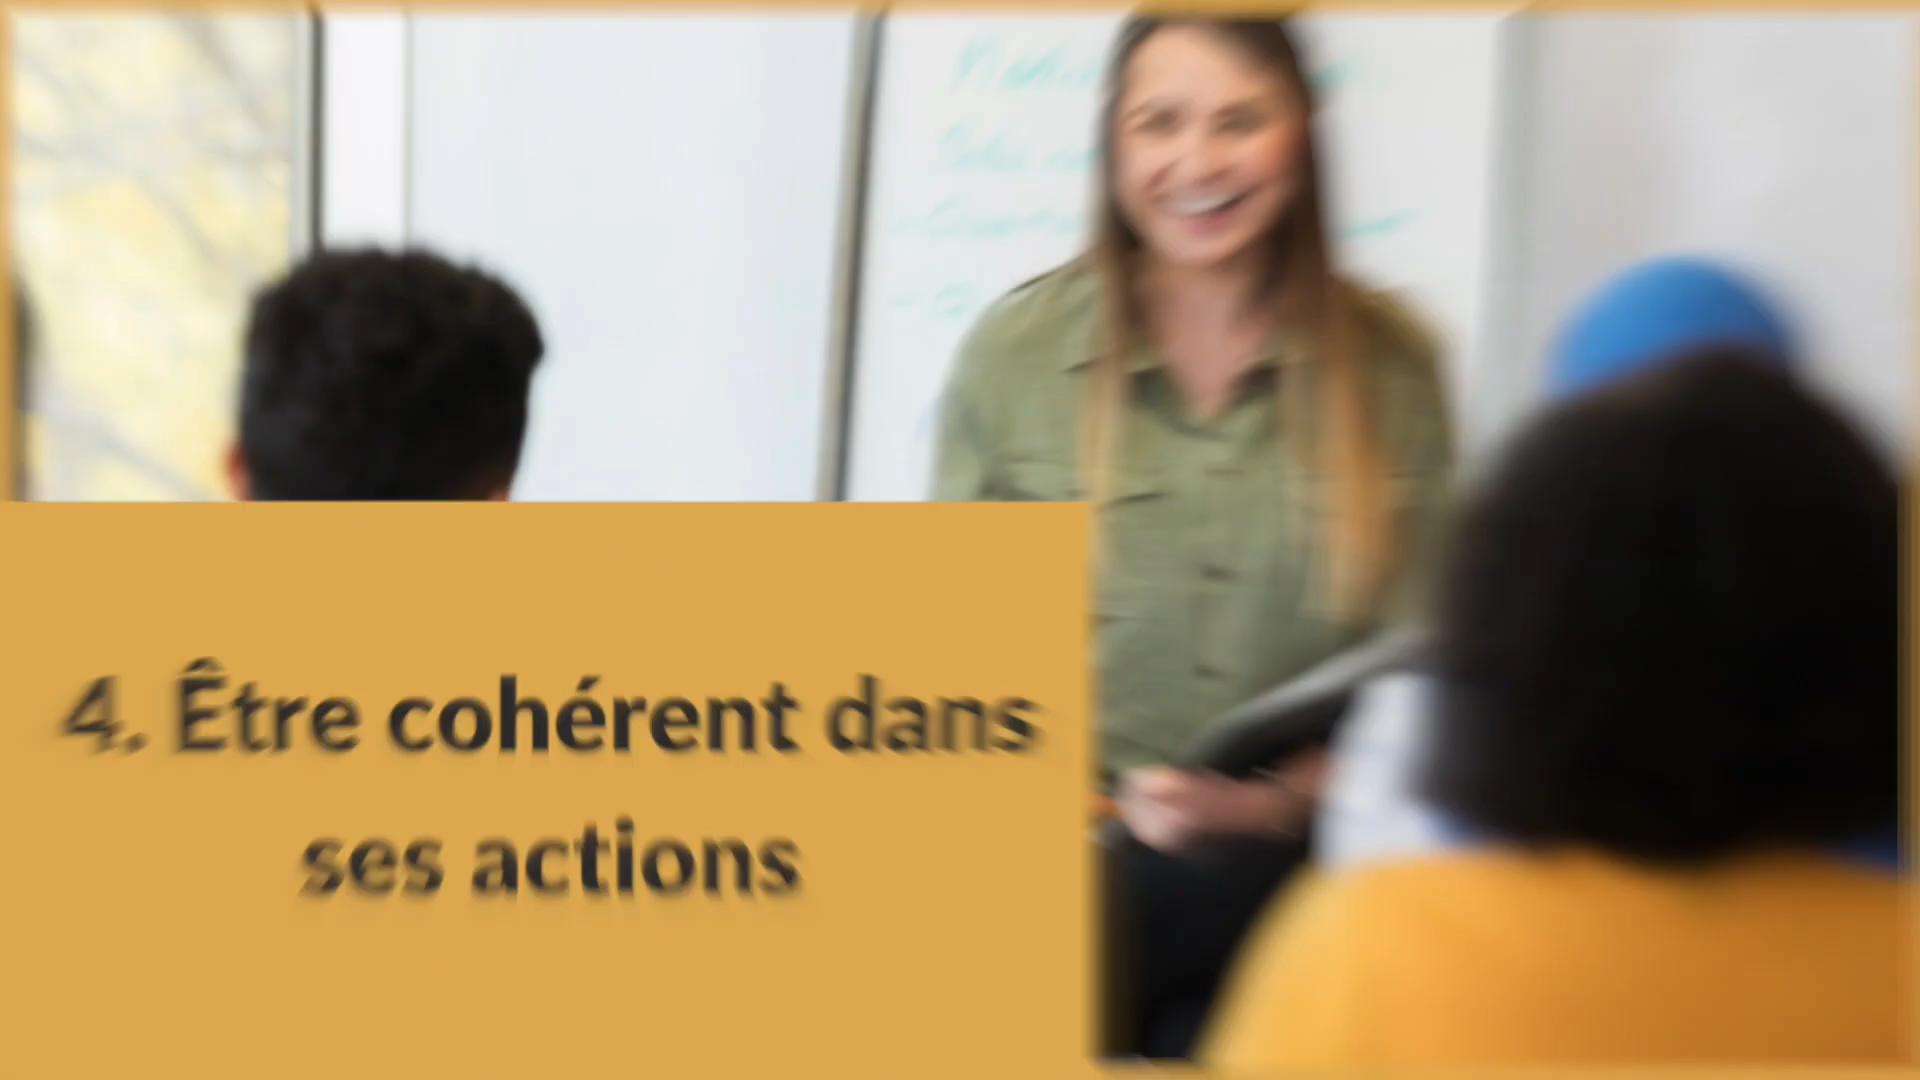 4. Être cohérent dans
ses actions